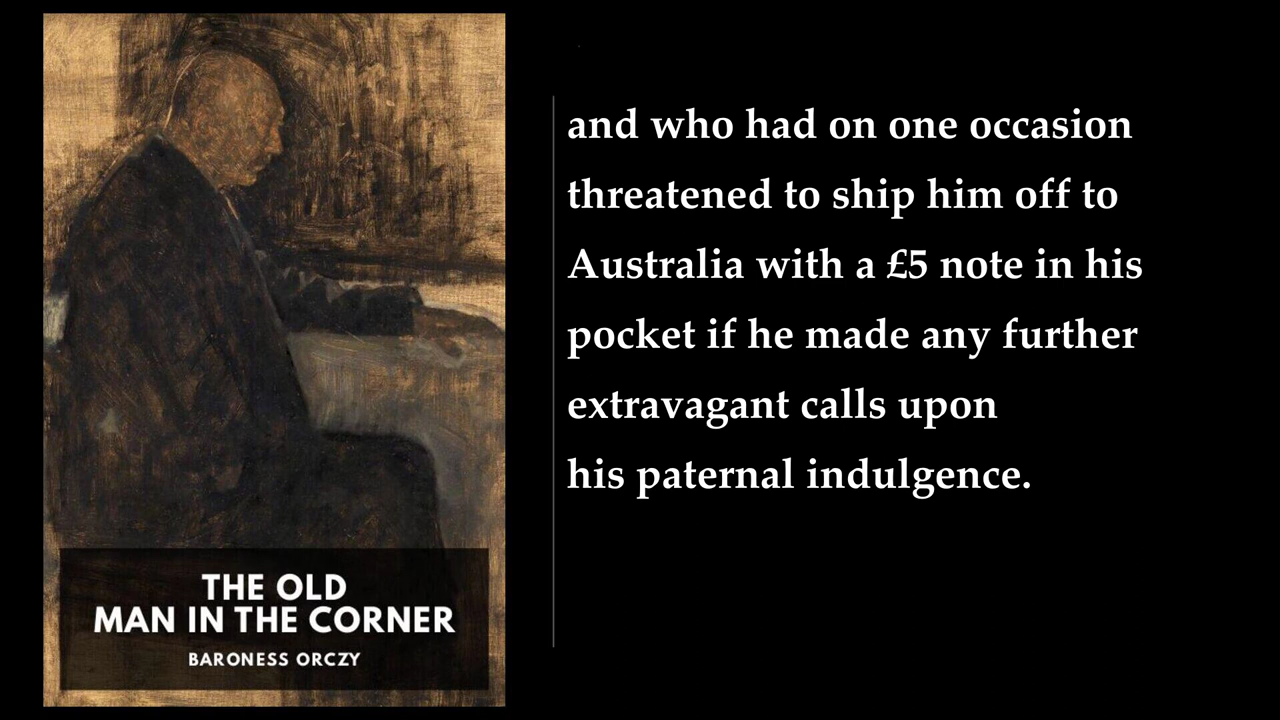 THE OLD
MAN IN THE CORNER
BARONESS ORCZY
and who had on one occasion
threatened to ship him off to
Australia with a £5 note in his
pocket if he made any further
extravagant calls upon
his paternal indulgence.